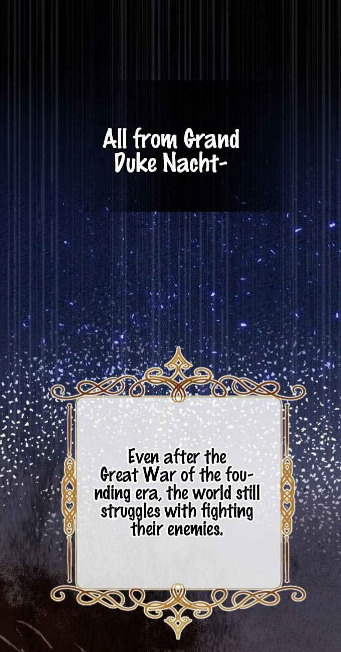 All from Grand
Duke Nacht-
Even after the
Great War of the fou-
nding era, the world still
struggles with fighting
their enemies.